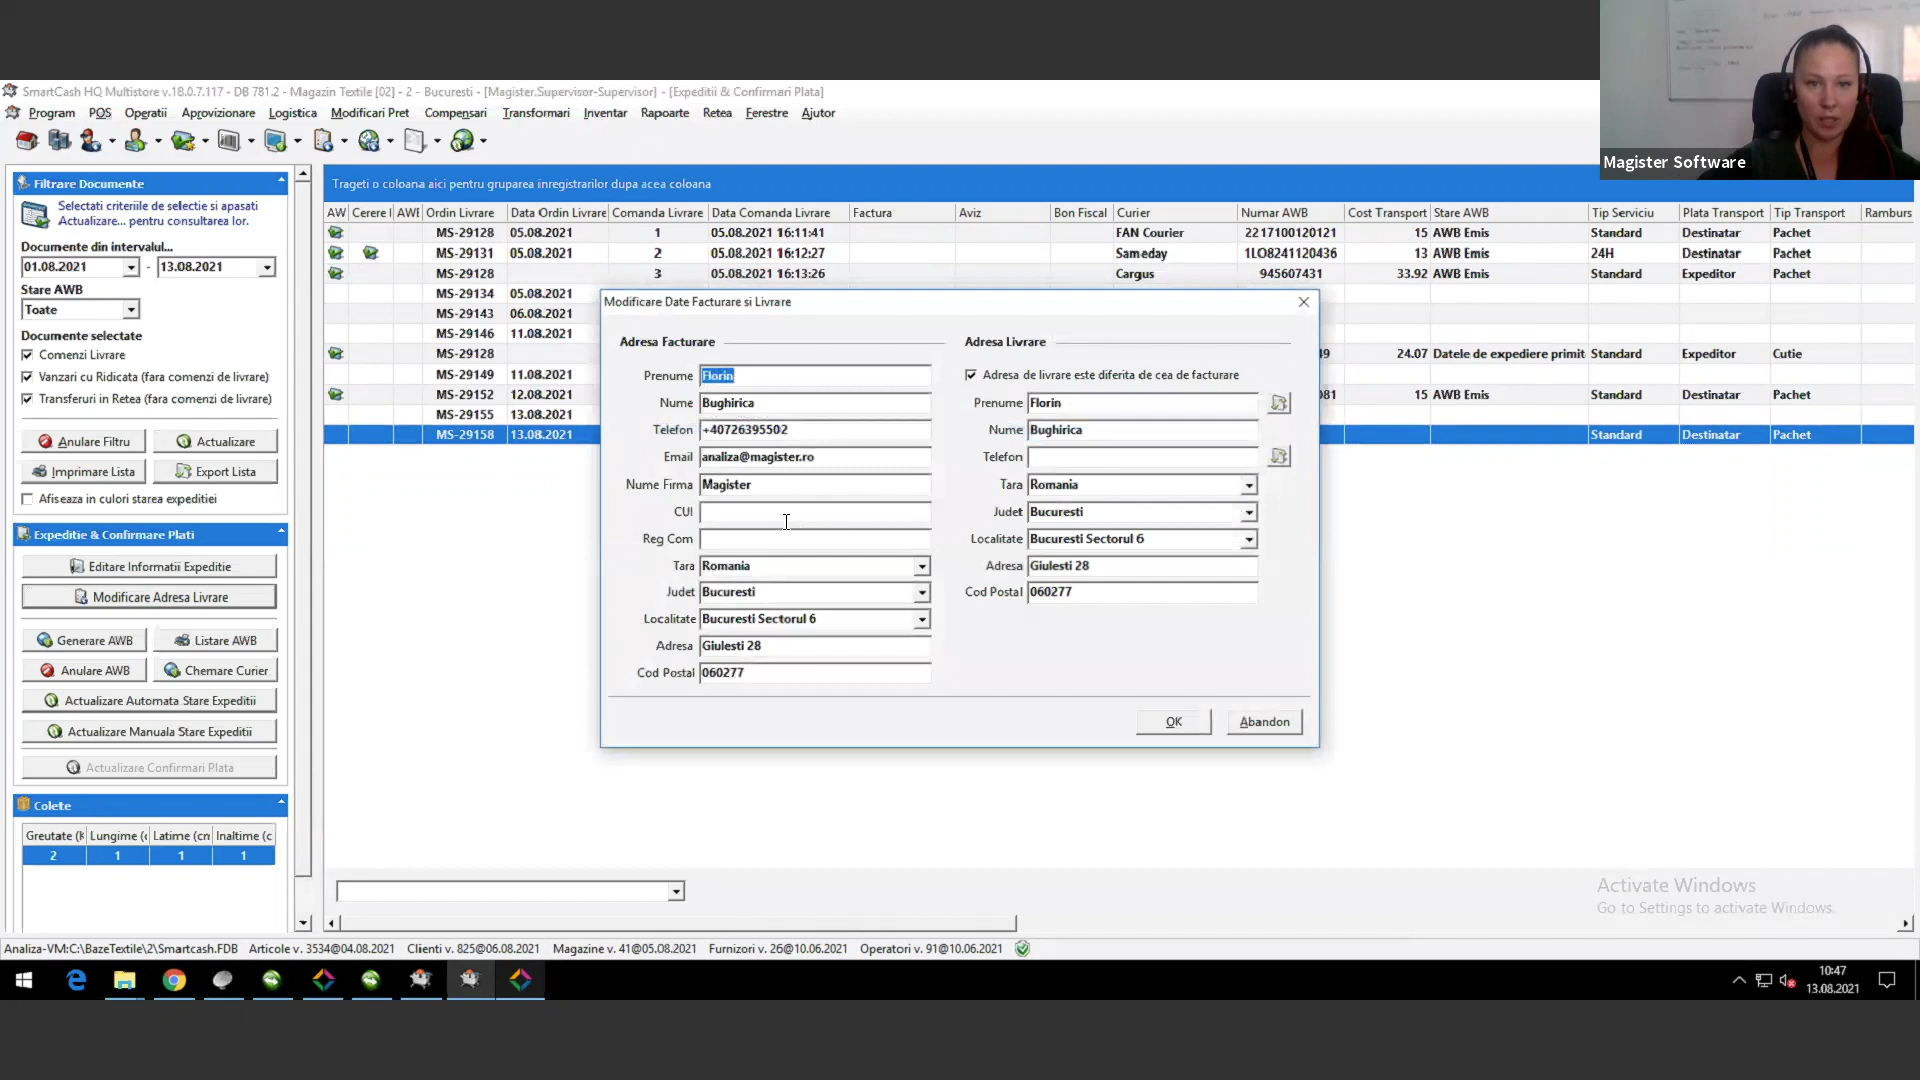 SmartCash HQ Multistore v.18.0.7.117 - DB 781.2 - Magazin Textile [02] - 2 - Bucuresti - [Magister.Supervisor-Supervisor] - [Expeditii & Confirmari Plata]
Program POS Operatii Aprovizionare Logistica Modificari Pret Compensari Transformari Inventar Rapoarte Retea Ferestre Ajutor
Magister Software
Filtrare Documente
Selectati criteriile de selectie si apasati
Actualizare... pentru consultarea lor.
Documente din intervalul...
01.08.2021 - 13.08.2021
Stare AWB
Toate
Documente selectate
Comenzi Livrare
Vanzari cu Ridicata (fara comenzi de livrare)
Transferuri in Retea (fara comenzi de livrare)
Anulare Filtru Actualizare
Imprimare Lista Export Lista
Afiseaza in culori starea expeditiei
Expeditie & Confirmare Plati
Editare Informatii Expeditie
Modificare Adresa Livrare
Generare AWB Listare AWB
Anulare AWB Chemare Curier
Actualizare Automata Stare Expeditii
Actualizare Manuala Stare Expeditii
Actualizare Confirmari Plata
Colete
Greutate (K Lungime ( Latime (cn Inaltime (c
2 1 1 1
Trageti o coloana aici pentru gruparea inregistrarilor dupa acea coloana
AW Cerere AWE Ordin Livrare Data Ordin Livrare Comanda Livrare Data Comanda Livrare Factura Aviz Bon Fiscal Curier Numar AWB Cost Transport Stare AWB Tip Serviciu Plata Transport Tip Transport Ramburs
MS-29128 05.08.2021 1 05.08.2021 16:11:41 FAN Courier 2217100120121 15 AWB Emis Standard Destinatar Pachet
MS-29131 05.08.2021 2 05.08.2021 16:12:27 Sameday 1LO8241120436 13 AWB Emis 24H Destinatar Pachet
MS-29128 3 05.08.2021 16:13:26 Cargus 945607431 33.92 AWB Emis Standard Expeditor Pachet
MS-29134 05.08.2021
MS-29143 06.08.2021
MS-29146 11.08.2021
MS-29128 24.07 Datele de expediere primit Standard Expeditor Cutie
MS-29149 11.08.2021
MS-29152 12.08.2021 15 AWB Emis Standard Destinatar Pachet
MS-29155 13.08.2021
MS-29158 13.08.2021 Standard Destinatar Pachet
Modificare Date Facturare si Livrare
Adresa Facturare
Prenume Florin
Nume Bughirica
Telefon +40726395502
Email analiza@magister.ro
Nume Firma Magister
CUI
Reg Com
Tara Romania
Judet Bucuresti
Localitate Bucuresti Sectorul 6
Adresa Giulesti 28
Cod Postal 060277
Adresa Livrare
Adresa de livrare este diferita de cea de facturare
Prenume Florin
Nume Bughirica
Telefon
Tara Romania
Judet Bucuresti
Localitate Bucuresti Sectorul 6
Adresa Giulesti 28
Cod Postal 060277
OK Abandon
Activate Windows
Go to Settings to activate Windows.
Analiza-VM:C:\BazeTextile\2\Smartcash.FDB Articole v. 3534@04.08.2021 Clienti v. 825@06.08.2021 Magazine v. 41@05.08.2021 Furnizori v. 26@10.06.2021 Operatori v. 91@10.06.2021
10:47
13.08.2021